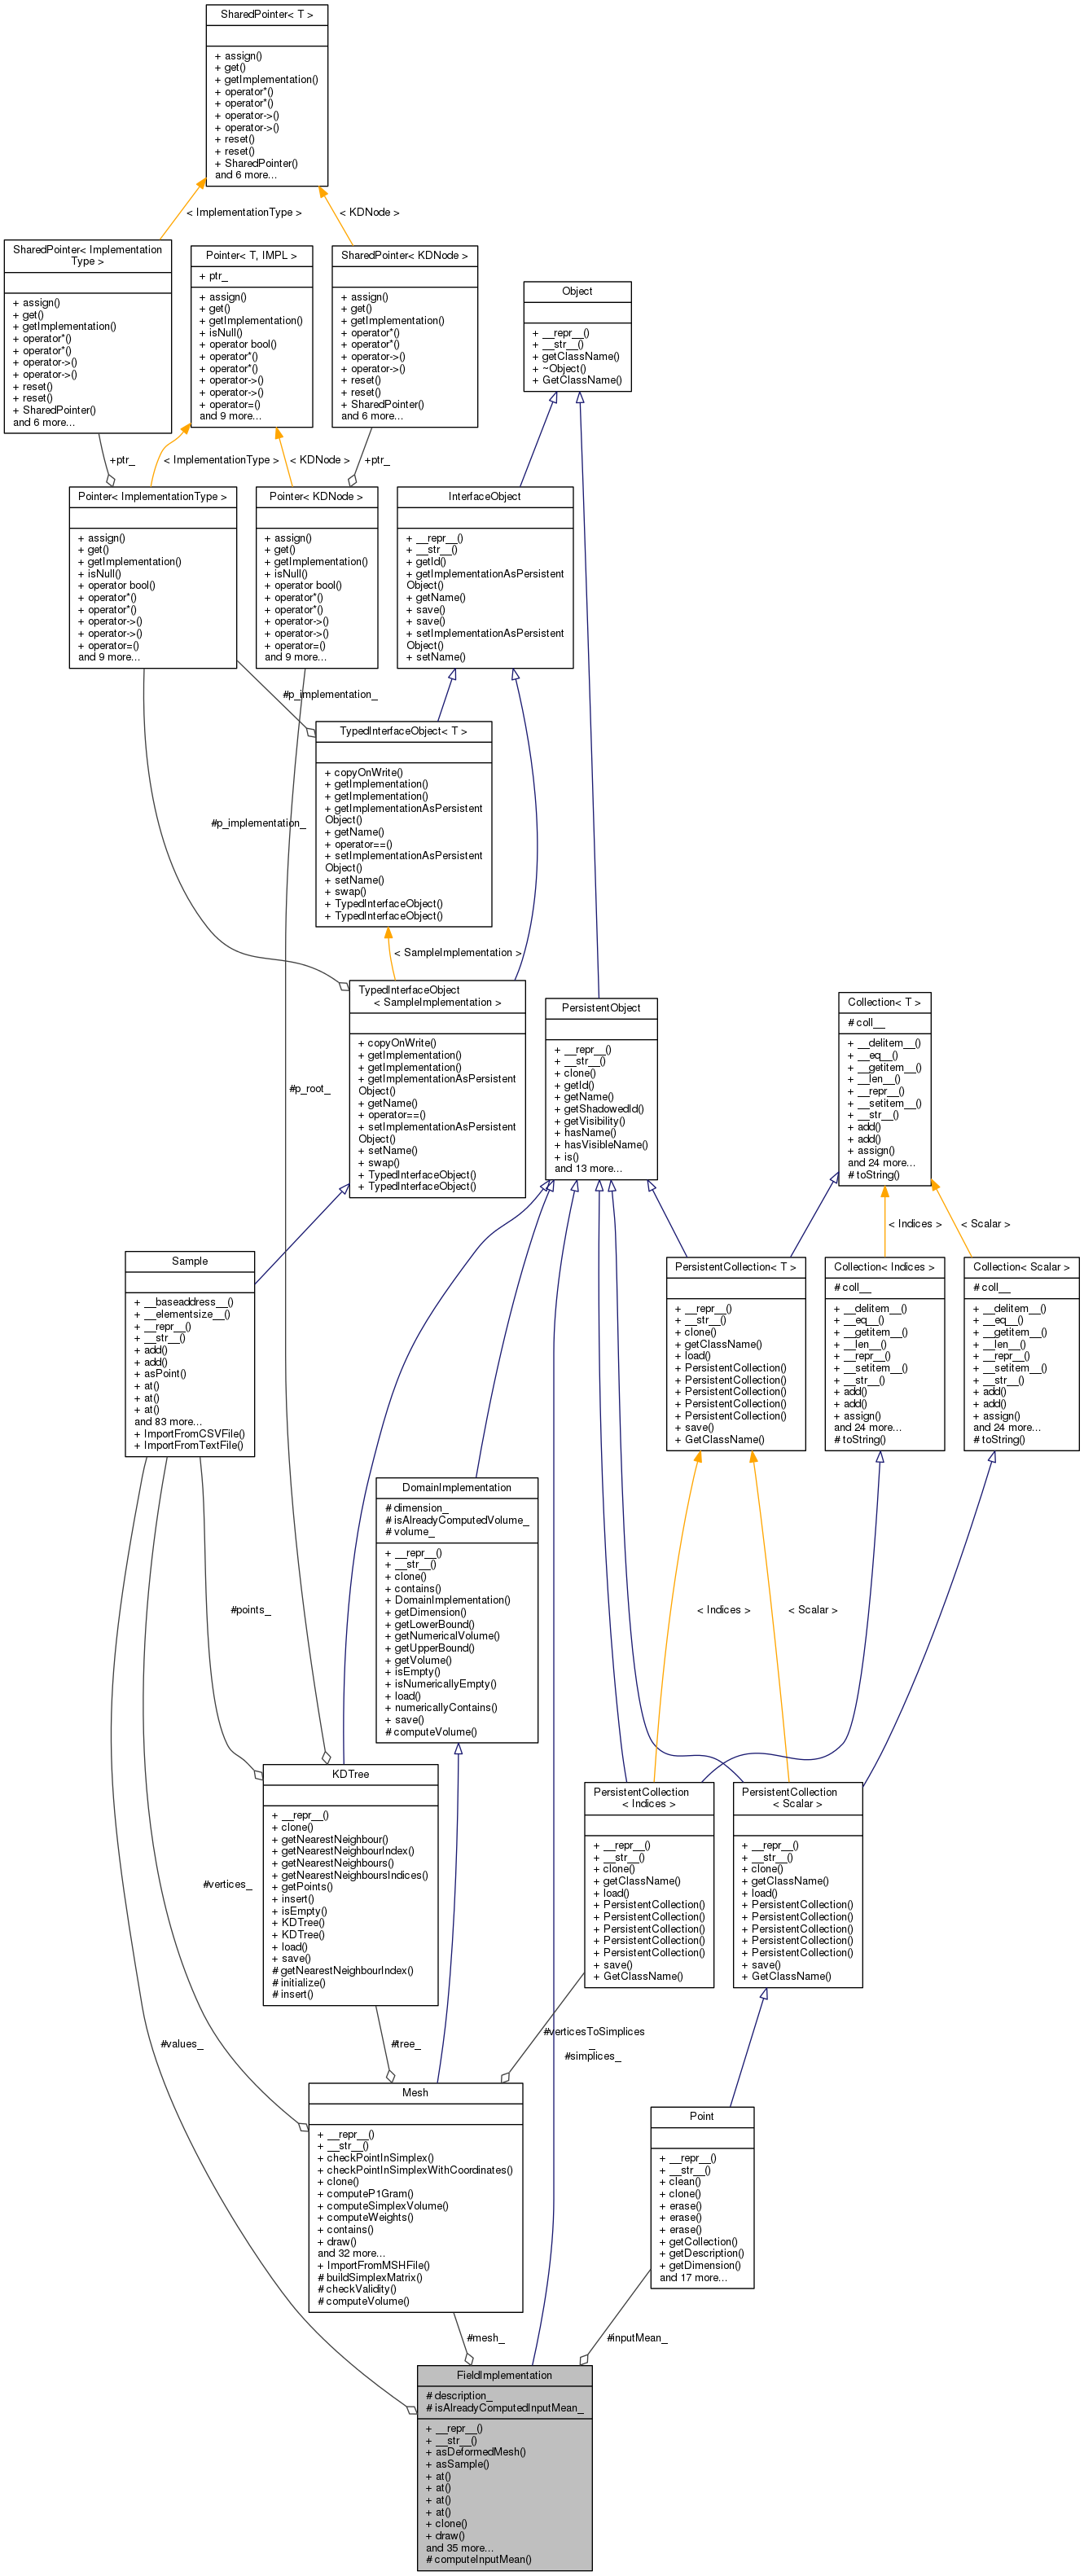 SharedPointer< T >
+ assign()
+ get()
+ getImplementation()
+ operator*()
+ operator*()
+ operator->()
+ operator->()
+ reset()
+ reset()
+ SharedPointer()
and 6 more...
< ImplementationType >
< KDNode >
SharedPointer< Implementation
Type >
+ assign()
+ get()
+ getImplementation()
+ operator*()
+ operator*()
+ operator->()
+ operator->()
+ reset()
+ reset()
+ SharedPointer()
and 6 more...
Pointer< T, IMPL >
+ ptr_
+ assign()
+ get()
+ getImplementation()
+ isNull()
+ operator bool()
+ operator*()
+ operator*()
+ operator->()
+ operator->()
+ operator=()
and 9 more...
SharedPointer< KDNode >
+ assign()
+ get()
+ getImplementation()
+ operator*()
+ operator*()
+ operator->()
+ operator->()
+ reset()
+ reset()
+ SharedPointer()
and 6 more...
Object
+ __repr__()
+ __str__()
+ getClassName()
+ ~Object()
+ GetClassName()
+ptr_
< ImplementationType >
< KDNode >
+ptr_
Pointer< ImplementationType >
+ assign()
+ get()
+ getImplementation()
+ isNull()
+ operator bool()
+ operator*()
+ operator*()
+ operator->()
+ operator->()
+ operator=()
and 9 more...
Pointer< KDNode >
+ assign()
+ get()
+ getImplementation()
+ isNull()
+ operator bool()
+ operator*()
+ operator*()
+ operator->()
+ operator->()
+ operator=()
and 9 more...
InterfaceObject
+ __repr__()
+ __str__()
+ getId()
+ getImplementationAsPersistent
Object()
+ getName()
+ save()
+ save()
+ setImplementationAsPersistent
Object()
+ setName()
#p_implementation_
TypedInterfaceObject< T >
+ copyOnWrite()
+ getImplementation()
+ getImplementation()
+ getImplementationAsPersistent
Object()
+ getName()
+ operator==()
+ setImplementationAsPersistent
Object()
+ setName()
+ swap()
+ TypedInterfaceObject()
+ TypedInterfaceObject()
#p_implementation_
< SampleImplementation >
TypedInterfaceObject
< SampleImplementation >
+ copyOnWrite()
+ getImplementation()
+ getImplementation()
+ getImplementationAsPersistent
Object()
+ getName()
+ operator==()
+ setImplementationAsPersistent
Object()
+ setName()
+ swap()
+ TypedInterfaceObject()
+ TypedInterfaceObject()
#p_root_
PersistentObject
+ __repr__()
+ __str__()
+ clone()
+ getId()
+ getName()
+ getShadowedId()
+ getVisibility()
+ hasName()
+ hasVisibleName()
+ is()
and 13 more...
Collection< T >
# coll__
+ __delitem__()
+ __eq__()
+ __getitem__()
+ __len__()
+ __repr__()
+ __setitem__()
+ __str__()
+ add()
+ add()
+ assign()
and 24 more...
# toString()
< Indices >
< Scalar >
Sample
+ __baseaddress__()
+ __elementsize__()
+ __repr__()
+ __str__()
+ add()
+ add()
+ asPoint()
+ at()
+ at()
+ at()
and 83 more...
+ ImportFromCSVFile()
+ ImportFromTextFile()
PersistentCollection< T >
+ __repr__()
+ __str__()
+ clone()
+ getClassName()
+ load()
+ PersistentCollection()
+ PersistentCollection()
+ PersistentCollection()
+ PersistentCollection()
+ PersistentCollection()
+ save()
+ GetClassName()
Collection< Indices >
# coll__
+ __delitem__()
+ __eq__()
+ __getitem__()
+ __len__()
+ __repr__()
+ __setitem__()
+ __str__()
+ add()
+ add()
+ assign()
and 24 more...
# toString()
Collection< Scalar >
# coll__
+ __delitem__()
+ __eq__()
+ __getitem__()
+ __len__()
+ __repr__()
+ __setitem__()
+ __str__()
+ add()
+ add()
+ assign()
and 24 more...
# toString()
DomainImplementation
# dimension_
# isAlreadyComputedVolume_
# volume_
+ __repr__()
+ __str__()
+ clone()
+ contains()
+ DomainImplementation()
+ getDimension()
+ getLowerBound()
+ getNumericalVolume()
+ getUpperBound()
+ getVolume()
+ isEmpty()
+ isNumericallyEmpty()
+ load()
+ numericallyContains()
+ save()
# computeVolume()
#points_
< Indices >
< Scalar >
KDTree
+ __repr__()
+ clone()
+ getNearestNeighbour()
+ getNearestNeighbourIndex()
+ getNearestNeighbours()
+ getNearestNeighboursIndices()
+ getPoints()
+ insert()
+ isEmpty()
+ KDTree()
+ KDTree()
+ load()
+ save()
# getNearestNeighbourIndex()
# initialize()
# insert()
PersistentCollection
< Indices >
+ __repr__()
+ __str__()
+ clone()
+ getClassName()
+ load()
+ PersistentCollection()
+ PersistentCollection()
+ PersistentCollection()
+ PersistentCollection()
+ PersistentCollection()
+ save()
+ GetClassName()
PersistentCollection
< Scalar >
+ __repr__()
+ __str__()
+ clone()
+ getClassName()
+ load()
+ PersistentCollection()
+ PersistentCollection()
+ PersistentCollection()
+ PersistentCollection()
+ PersistentCollection()
+ save()
+ GetClassName()
#vertices_
#values_
#tree_
#verticesToSimplices
_
#simplices_
Mesh
+ __repr__()
+ __str__()
+ checkPointInSimplex()
+ checkPointInSimplexWithCoordinates()
+ clone()
+ computeP1Gram()
+ computeSimplexVolume()
+ computeWeights()
+ contains()
+ draw()
and 32 more...
+ ImportFromMSHFile()
# buildSimplexMatrix()
# checkValidity()
# computeVolume()
Point
+ __repr__()
+ __str__()
+ clean()
+ clone()
+ erase()
+ erase()
+ erase()
+ getCollection()
+ getDescription()
+ getDimension()
and 17 more...
#mesh_
#inputMean_
FieldImplementation
# description_
# isAlreadyComputedInputMean_
+ __repr__()
+ __str__()
+ asDeformedMesh()
+ asSample()
+ at()
+ at()
+ at()
+ at()
+ clone()
+ draw()
and 35 more...
# computeInputMean()